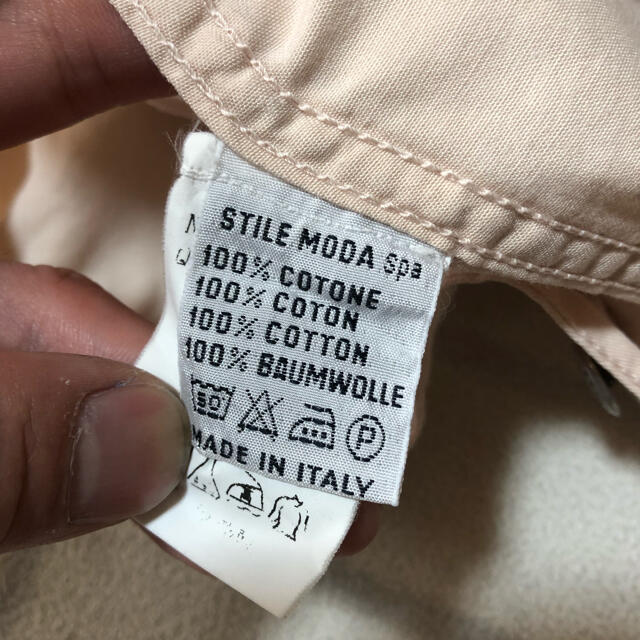 STILE MODA Spa
100% COTONE
100% COTON
100% COTTON
100% BAUMWOLLE
P
MADE IN ITALY